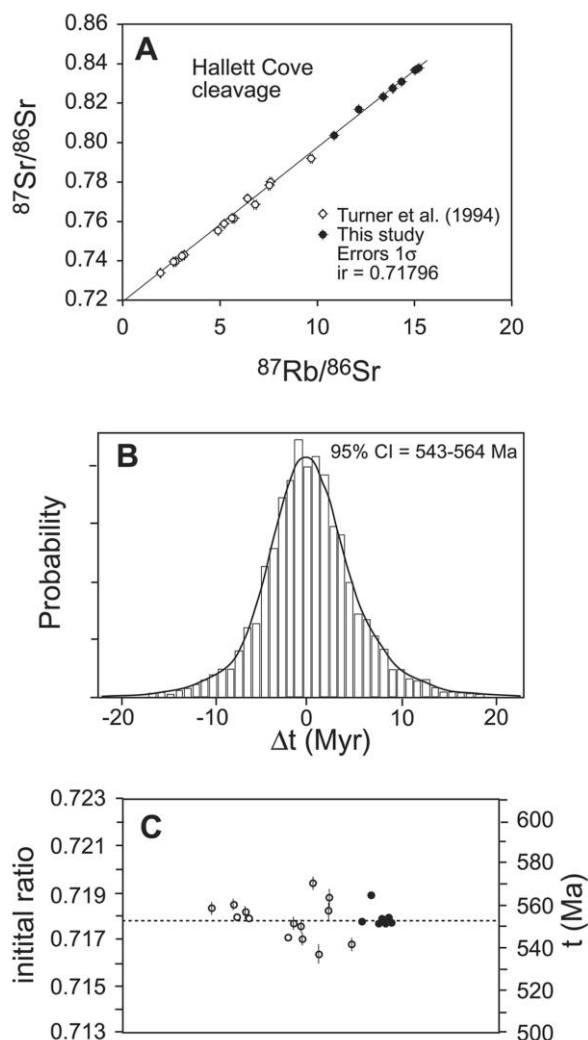 A
Hallett Cove
cleavage
87Sr/86Sr
0.86
0.84
0.82
0.80
0.78
0.76
0.74
0.72
◇ Turner et al. (1994)
◆ This study
Errors 1σ
ir = 0.71796
0 5 10 15 20
87Rb/86Sr
B
95% CI = 543-564 Ma
Probability
-20 -10 0 10 20
Δt (Myr)
C
initital ratio
0.723
0.721
0.719
0.717
0.715
0.713
600
580
560
540
520
500
t (Ma)